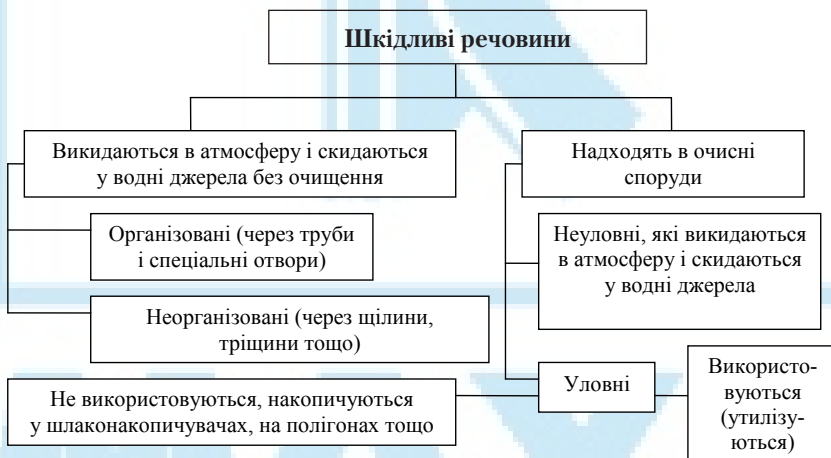 Шкідливі речовини
Викидаються в атмосферу і скидаються
у водні джерела без очищення
Надходять в очисні
споруди
Організовані (через труби
і спеціальні отвори)
Неуловні, які викидаються
в атмосферу і скидаються
у водні джерела
Неорганізовані (через щілини,
тріщини тощо)
Уловні
Використо-
вуються
(утилізу-
ються)
Не використовуються, накопичуються
у шлаконакопичувачах, на полігонах тощо